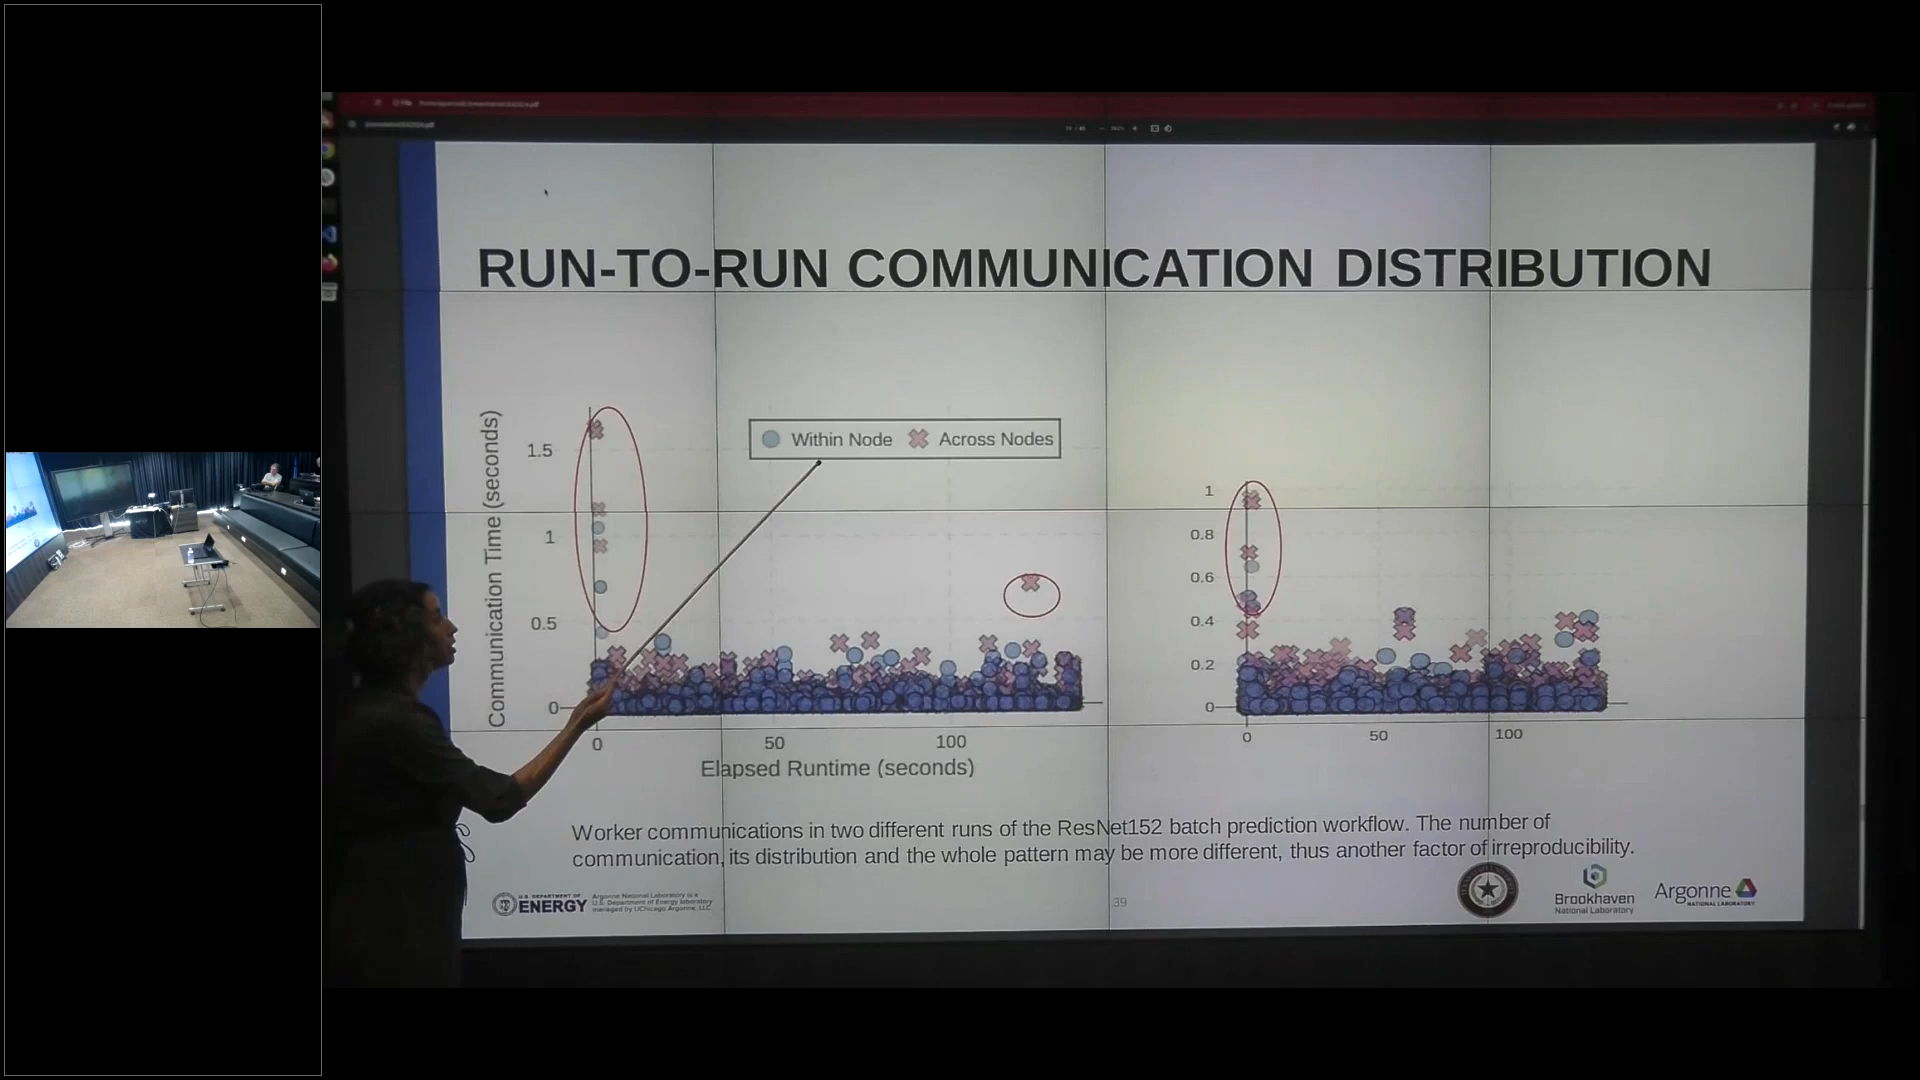 RUN-TO-RUN COMMUNICATION DISTRIBUTION
Communication Time (seconds)
1.5
1
0.5
0
Within Node
Across Nodes
0
50
100
Elapsed Runtime (seconds)
1
0.8
0.6
0.4
0.2
0
0
50
100
Worker communications in two different runs of the ResNet152 batch prediction workflow. The number of
communication, its distribution and the whole pattern may be more different, thus another factor of irreproducibility.
U.S. DEPARTMENT OF
ENERGY
Argonne National Laboratory is a
U.S. Department of Energy laboratory
managed by UChicago Argonne, LLC.
39
Brookhaven
National Laboratory
Argonne
NATIONAL LABORATORY